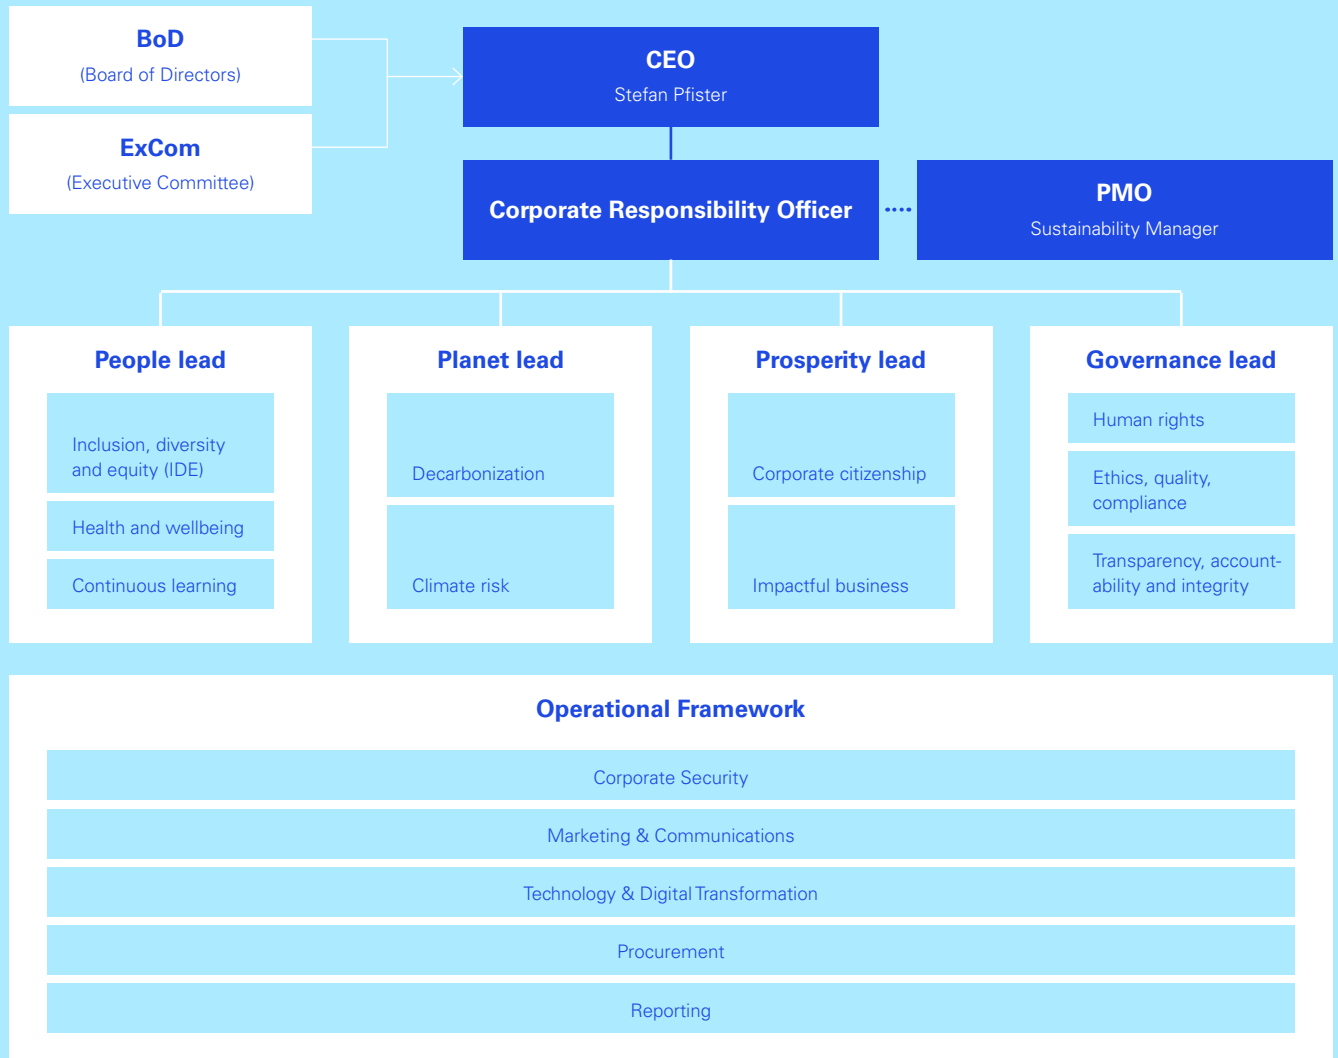 BoD
(Board of Directors)
ExCom
(Executive Committee)
CEO
Stefan Pfister
Corporate Responsibility Officer
PMO
Sustainability Manager
People lead
Inclusion, diversity
and equity (IDE)
Health and wellbeing
Continuous learning
Planet lead
Decarbonization
Climate risk
Prosperity lead
Corporate citizenship
Impactful business
Governance lead
Human rights
Ethics, quality,
compliance
Transparency, account-
ability and integrity
Operational Framework
Corporate Security
Marketing & Communications
Technology & Digital Transformation
Procurement
Reporting